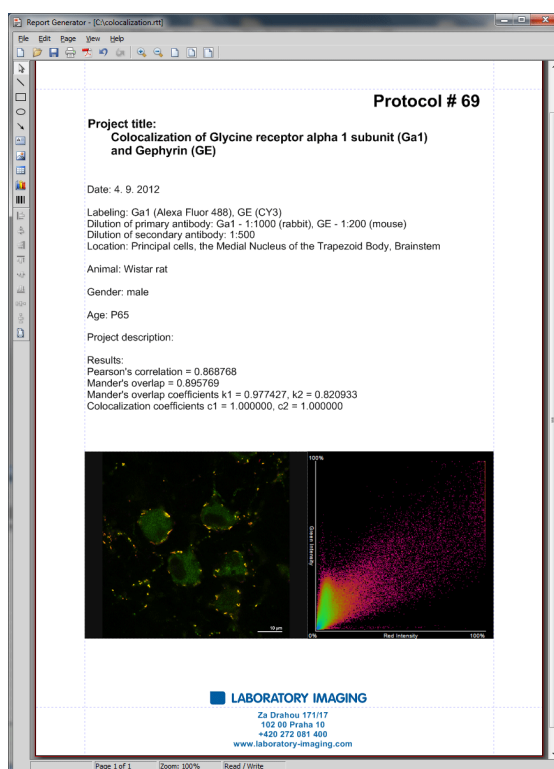 Report Generator - [C:\colocalization.rtt]
File Edit Page View Help
Protocol # 69
Project title:
Colocalization of Glycine receptor alpha 1 subunit (Ga1)
and Gephyrin (GE)
Date: 4. 9. 2012
Labeling: Ga1 (Alexa Fluor 488), GE (CY3)
Dilution of primary antibody: Ga1 - 1:1000 (rabbit), GE - 1:200 (mouse)
Dilution of secondary antibody: 1:500
Location: Principal cells, the Medial Nucleus of the Trapezoid Body, Brainstem
Animal: Wistar rat
Gender: male
Age: P65
Project description:
Results:
Pearson's correlation = 0.868768
Mander's overlap = 0.895769
Mander's overlap coefficients k1 = 0.977427, k2 = 0.820933
Colocalization coefficients c1 = 1.000000, c2 = 1.000000
100%
Green Intensity
10 µm
0% Red Intensity 100%
LABORATORY IMAGING
Za Drahou 171/17
102 00 Praha 10
+420 272 081 400
www.laboratory-imaging.com
Page 1 of 1 Zoom: 100% Read / Write